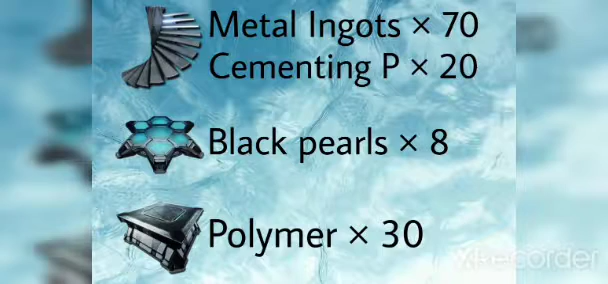 Metal Ingots × 70
Cementing P × 20
Black pearls × 8
Polymer × 30
XRecorder